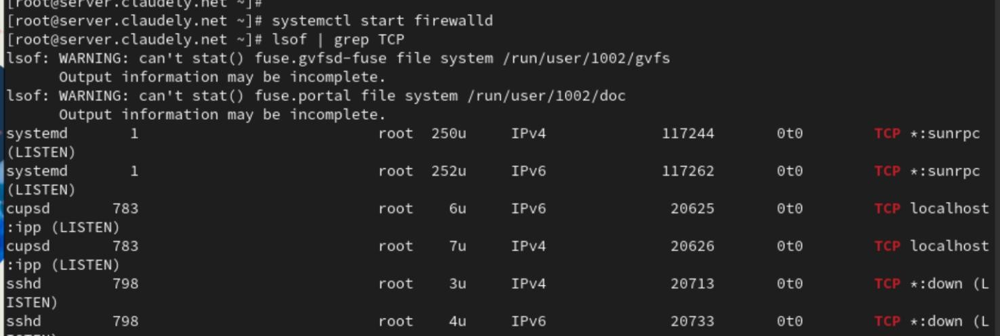 [root@server.claudely.net ~]#
[root@server.claudely.net ~]# systemctl start firewalld
[root@server.claudely.net ~]# lsof | grep TCP
lsof: WARNING: can't stat() fuse.gvfsd-fuse file system /run/user/1002/gvfs
      Output information may be incomplete.
lsof: WARNING: can't stat() fuse.portal file system /run/user/1002/doc
      Output information may be incomplete.
systemd       1                           root  250u     IPv4             117244       0t0        TCP *:sunrpc
(LISTEN)
systemd       1                           root  252u     IPv6             117262       0t0        TCP *:sunrpc
(LISTEN)
cupsd       783                           root    6u     IPv6              20625       0t0        TCP localhost
:ipp (LISTEN)
cupsd       783                           root    7u     IPv4              20626       0t0        TCP localhost
:ipp (LISTEN)
sshd        798                           root    3u     IPv4              20713       0t0        TCP *:down (L
ISTEN)
sshd        798                           root    4u     IPv6              20733       0t0        TCP *:down (L